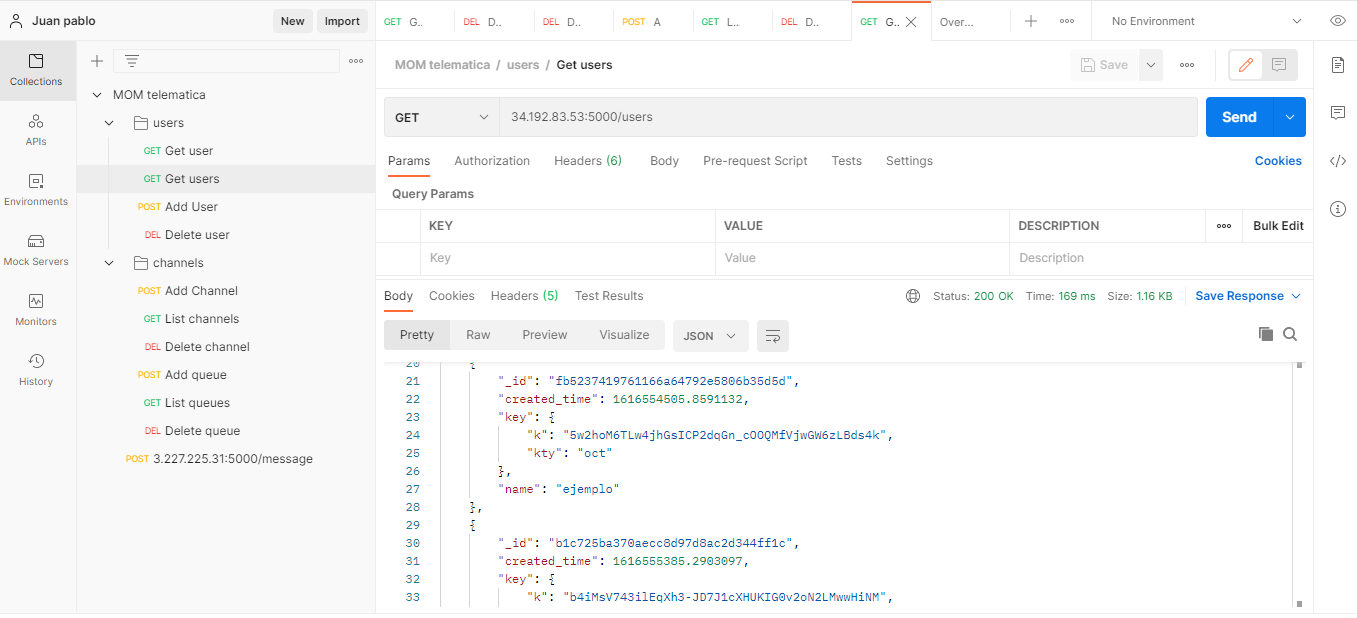 Juan pablo
New
Import
GET G..
DEL D..
DEL D..
POST A
GET L..
DEL D..
GET G..
Over...
No Environment
Collections
APIs
Environments
Mock Servers
Monitors
History
MOM telematica
users
GET Get user
GET Get users
POST Add User
DEL Delete user
channels
POST Add Channel
GET List channels
DEL Delete channel
POST Add queue
GET List queues
DEL Delete queue
POST 3.227.225.31:5000/message
MOM telematica / users / Get users
Save
GET
34.192.83.53:5000/users
Send
Params Authorization Headers (6) Body Pre-request Script Tests Settings Cookies
Query Params
KEY VALUE DESCRIPTION Bulk Edit
Key Value Description
Body Cookies Headers (5) Test Results Status: 200 OK Time: 169 ms Size: 1.16 KB Save Response
Pretty Raw Preview Visualize JSON
20 {
21 "_id": "fb5237419761166a64792e5806b35d5d",
22 "created_time": 1616554505.8591132,
23 "key": {
24 "k": "5w2hoM6TLw4jhGsICP2dqGn_cOOQMfVjwGW6zLBds4k",
25 "kty": "oct"
26 },
27 "name": "ejemplo"
28 },
29 {
30 "_id": "b1c725ba370aecc8d97d8ac2d344ff1c",
31 "created_time": 1616555385.2903097,
32 "key": {
33 "k": "b4iMsV743ilEqXh3-JD7J1cXHUKIG0v2oN2LMwwHiNM",